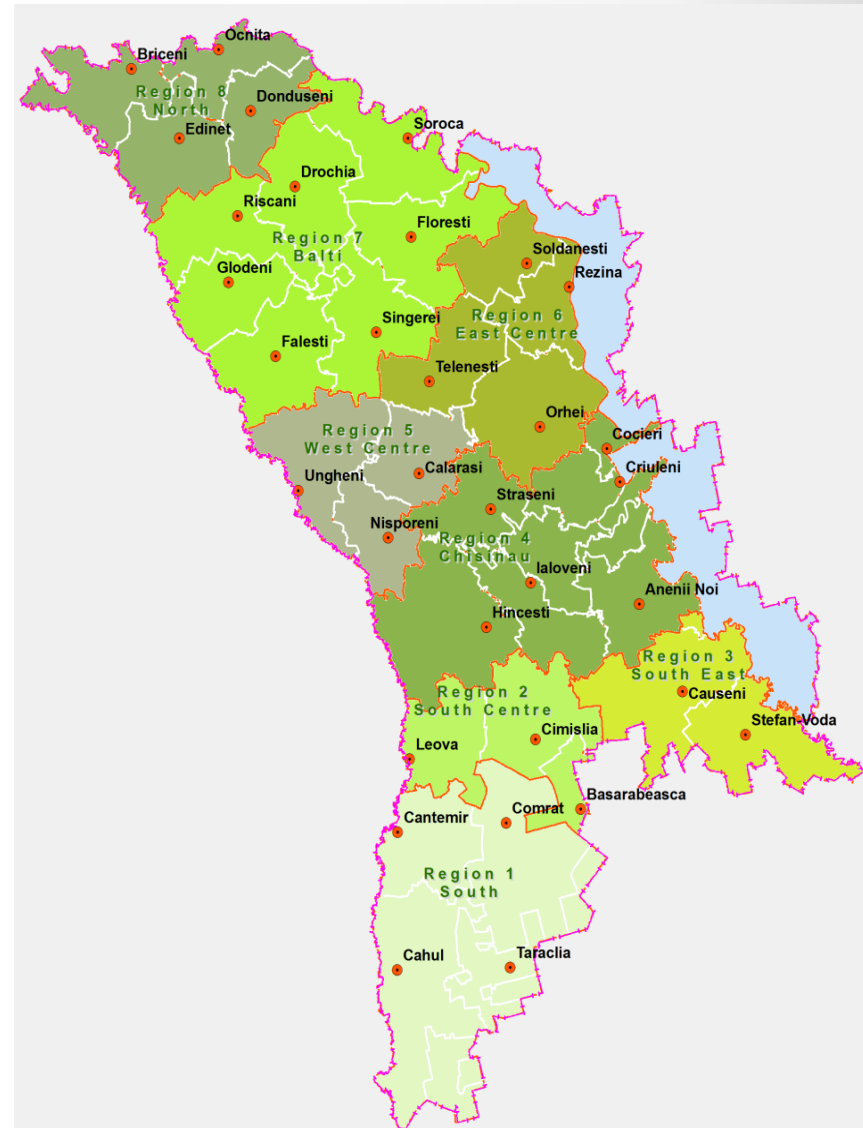 Ocnita
Briceni
Region 8
North
Donduseni
Edinet
Soroca
Drochia
Riscani
Floresti
Region 7
Balti
Soldanesti
Glodeni
Rezina
Region 6
East Centre
Singerei
Falesti
Telenesti
Orhei
Region 5
West Centre
Cocieri
Calarasi
Ungheni
Criuleni
Straseni
Nisporeni
Region 4
Chisinau
Ialoveni
Anenii Noi
Hincesti
Region 3
South East
Region 2
South Centre
Causeni
Cimislia
Stefan-Voda
Leova
Basarabeasca
Comrat
Cantemir
Region 1
South
Cahul
Taraclia